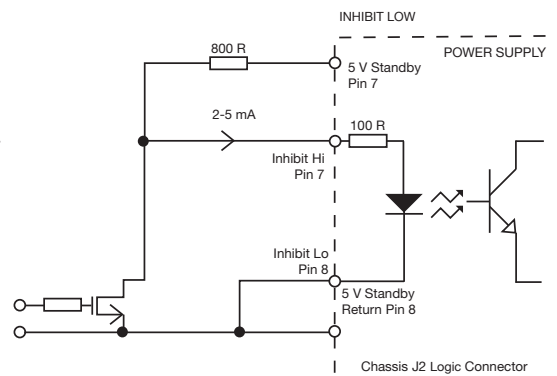 INHIBIT LOW
POWER SUPPLY
800 R
5 V Standby
Pin 7
2-5 mA
100 R
Inhibit Hi
Pin 7
Inhibit Lo
Pin 8
5 V Standby
Return Pin 8
Chassis J2 Logic Connector